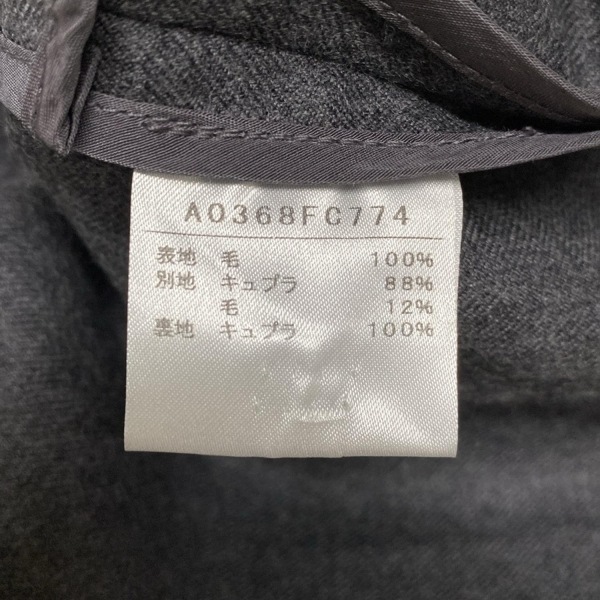 A0368FC774
表地 毛 100%
別地 キュプラ 88%
毛 12%
裏地 キュプラ 100%